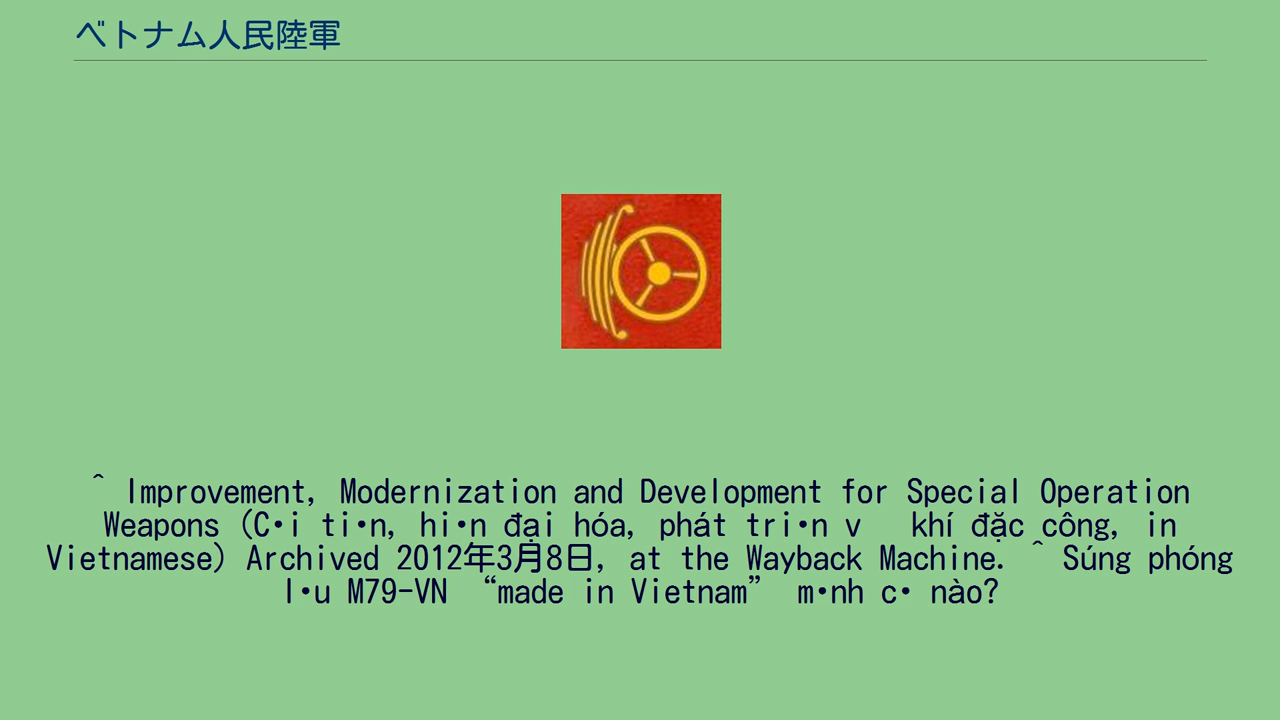 ベトナム人民陸軍
^ Improvement, Modernization and Development for Special Operation
Weapons (C•i ti•n, hi•n đại hóa, phát tri•n v khí đặc công, in
Vietnamese) Archived 2012年3月8日, at the Wayback Machine. ^ Súng phóng
l•u M79-VN “made in Vietnam” m•nh c• nào?